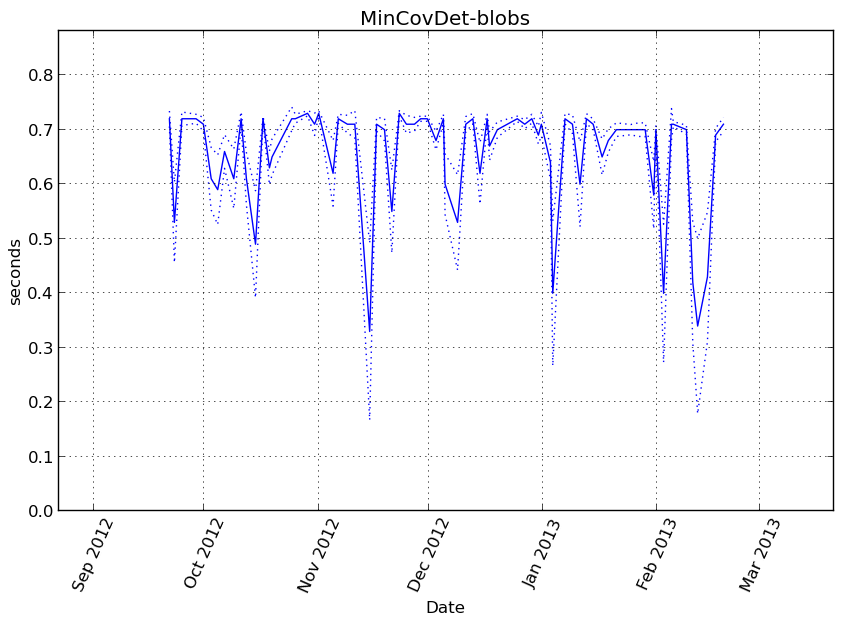 MinCovDet-blobs
0.8
0.7
0.6
0.5
0.4
0.3
0.2
0.1
0.0
seconds
Sep 2012
Oct 2012
Nov 2012
Dec 2012
Jan 2013
Feb 2013
Mar 2013
Date